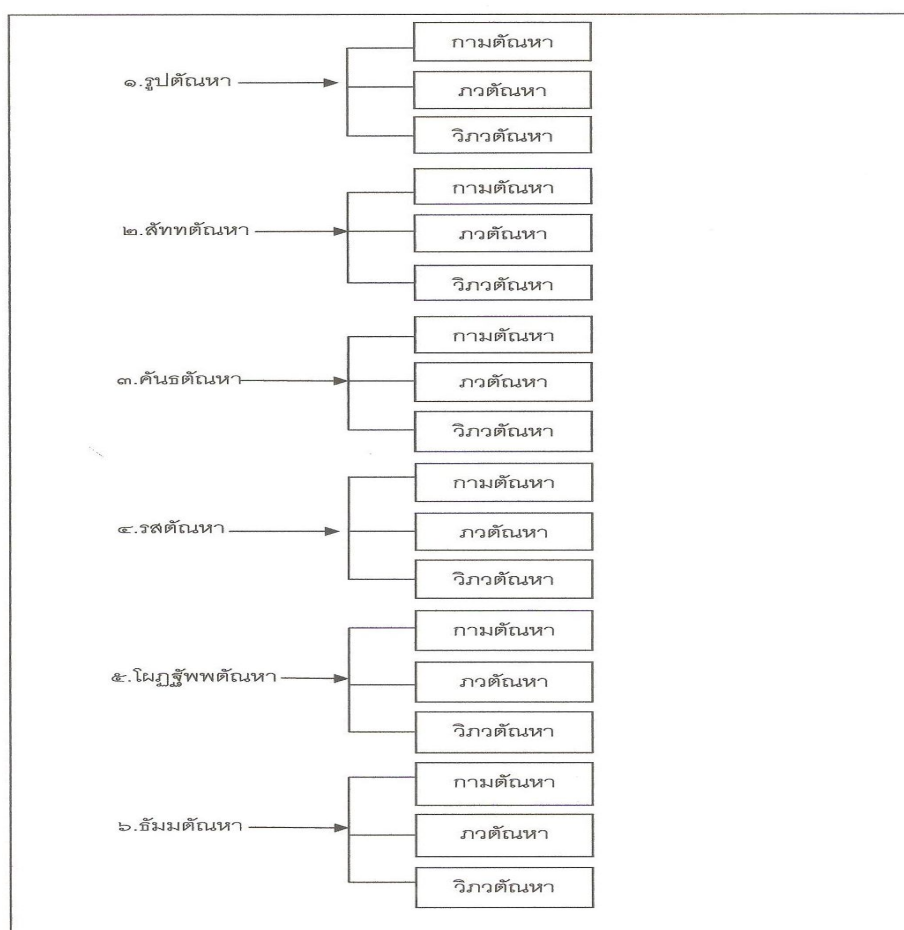 กามตัณหา
๑.รูปตัณหา
ภวตัณหา
วิภวตัณหา
กามตัณหา
๒.สัททตัณหา
ภวตัณหา
วิภวตัณหา
กามตัณหา
๓.คันธตัณหา
ภวตัณหา
วิภวตัณหา
กามตัณหา
๔.รสตัณหา
ภวตัณหา
วิภวตัณหา
กามตัณหา
๕.โผฏฐัพพตัณหา
ภวตัณหา
วิภวตัณหา
กามตัณหา
๖.ธัมมตัณหา
ภวตัณหา
วิภวตัณหา